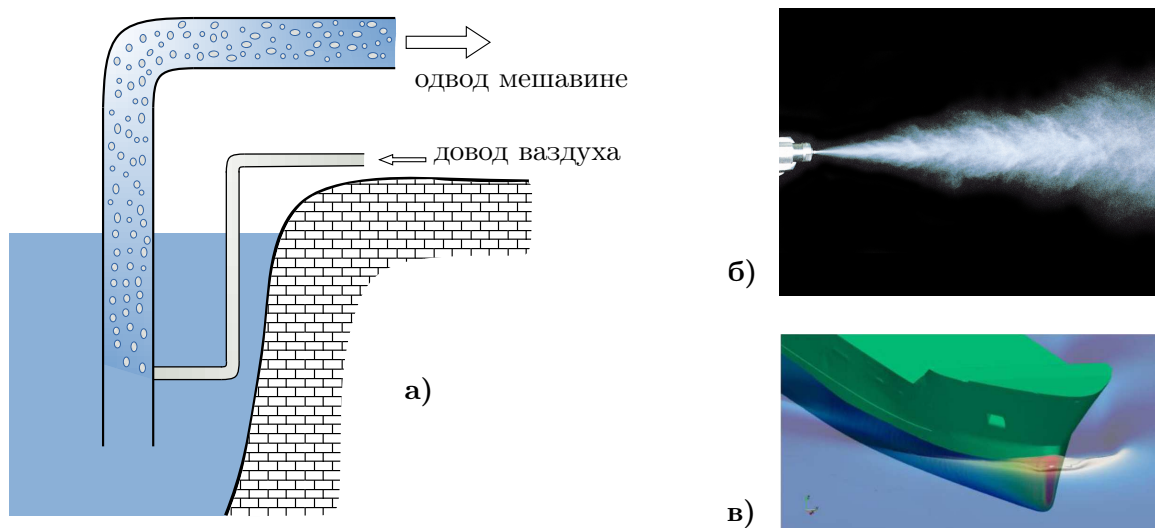 одвод мешавине
довод ваздуха
а)
б)
в)